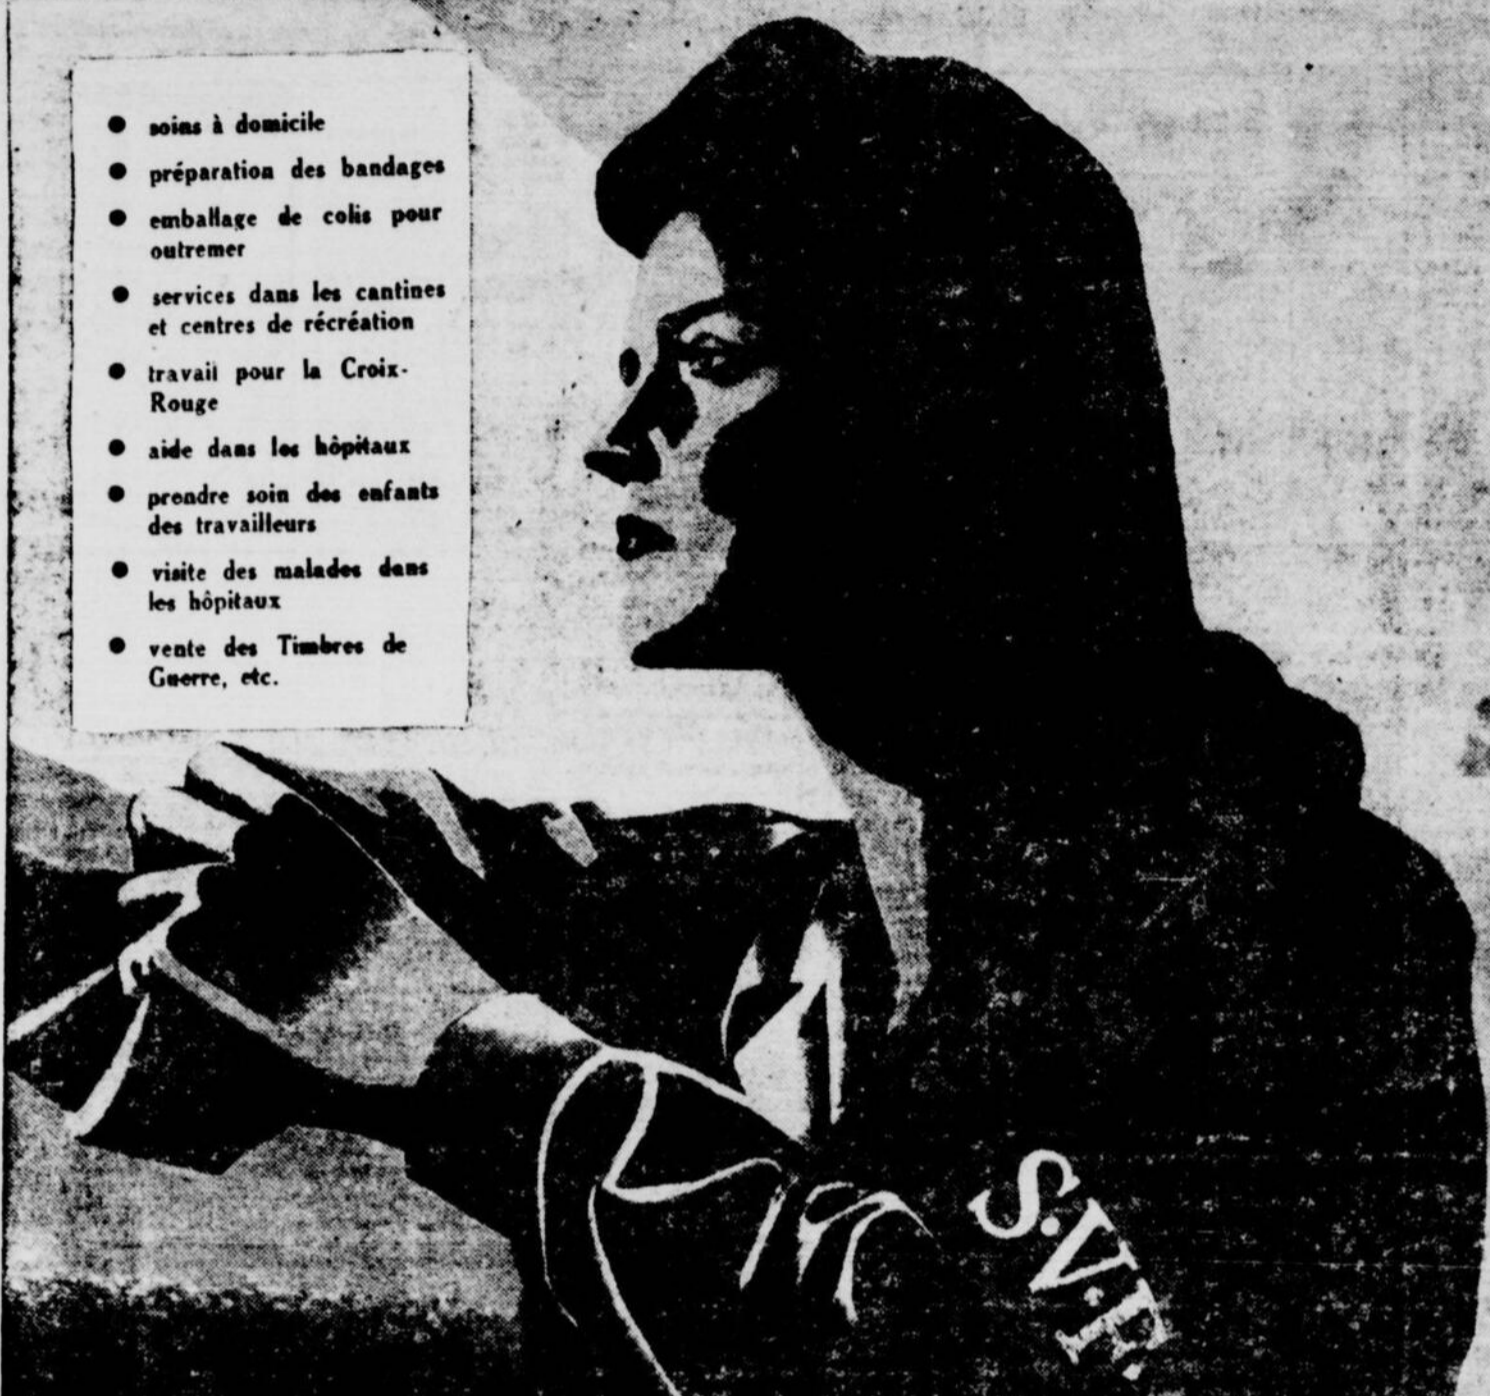 ● soins à domicile
● préparation des bandages
● emballage de colis pour
outremer
● services dans les cantines
et centres de récréation
● travail pour la Croix-
Rouge
● aide dans les hôpitaux
● prendre soin des enfants
des travailleurs
● visite des malades dans
les hôpitaux
● vente des Timbres de
Guerre, etc.
S.V.F.